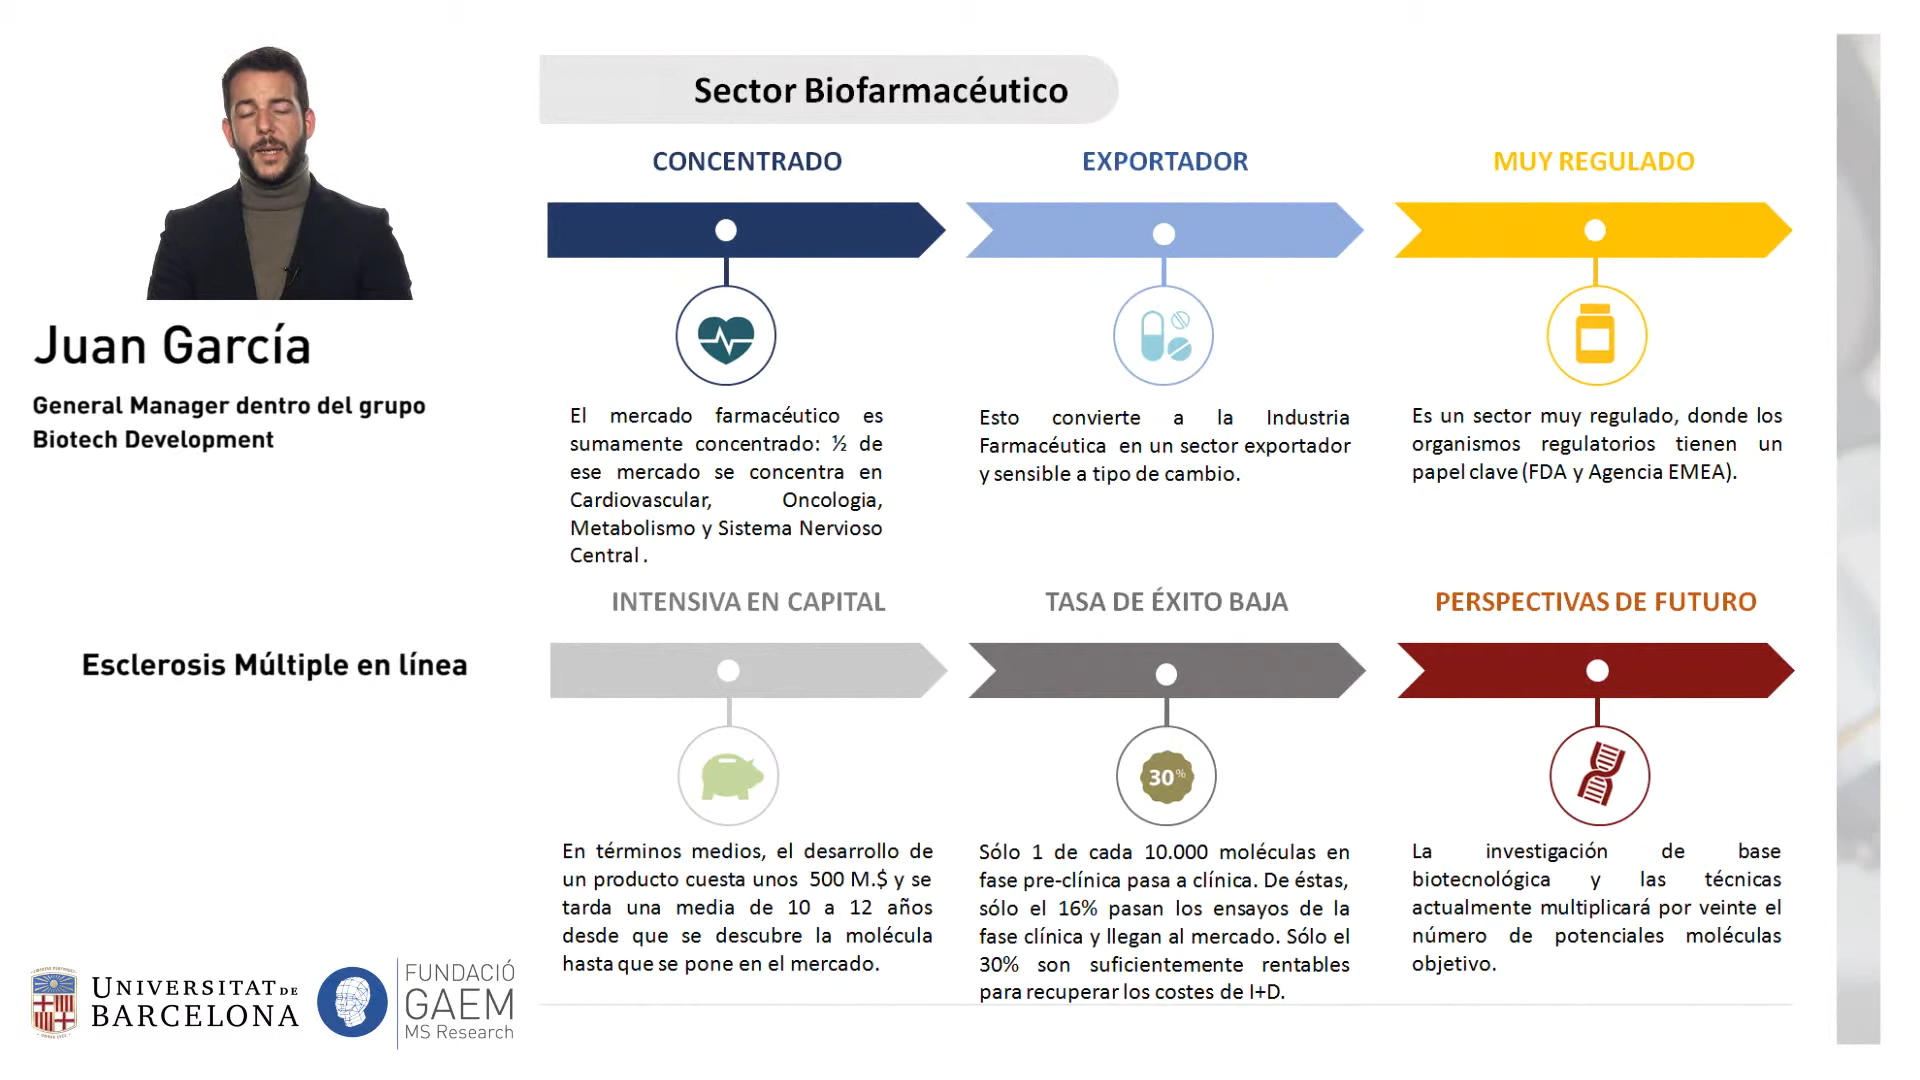 Sector Biofarmacéutico
CONCENTRADO
El mercado farmacéutico es
sumamente concentrado: ½ de
ese mercado se concentra en
Cardiovascular, Oncologia,
Metabolismo y Sistema Nervioso
Central .
EXPORTADOR
Esto convierte a la Industria
Farmacéutica en un sector exportador
y sensible a tipo de cambio.
MUY REGULADO
Es un sector muy regulado, donde los
organismos regulatorios tienen un
papel clave (FDA y Agencia EMEA).
INTENSIVA EN CAPITAL
En términos medios, el desarrollo de
un producto cuesta unos 500 M.$ y se
tarda una media de 10 a 12 años
desde que se descubre la molécula
hasta que se pone en el mercado.
TASA DE ÉXITO BAJA
30%
Sólo 1 de cada 10.000 moléculas en
fase pre-clínica pasa a clínica. De éstas,
sólo el 16% pasan los ensayos de la
fase clínica y llegan al mercado. Sólo el
30% son suficientemente rentables
para recuperar los costes de I+D.
PERSPECTIVAS DE FUTURO
La investigación de base
biotecnológica y las técnicas
actualmente multiplicará por veinte el
número de potenciales moléculas
objetivo.
Juan García
General Manager dentro del grupo
Biotech Development
Esclerosis Múltiple en línea
UNIVERSITAT DE
BARCELONA
FUNDACIÓ
GAEM
MS Research